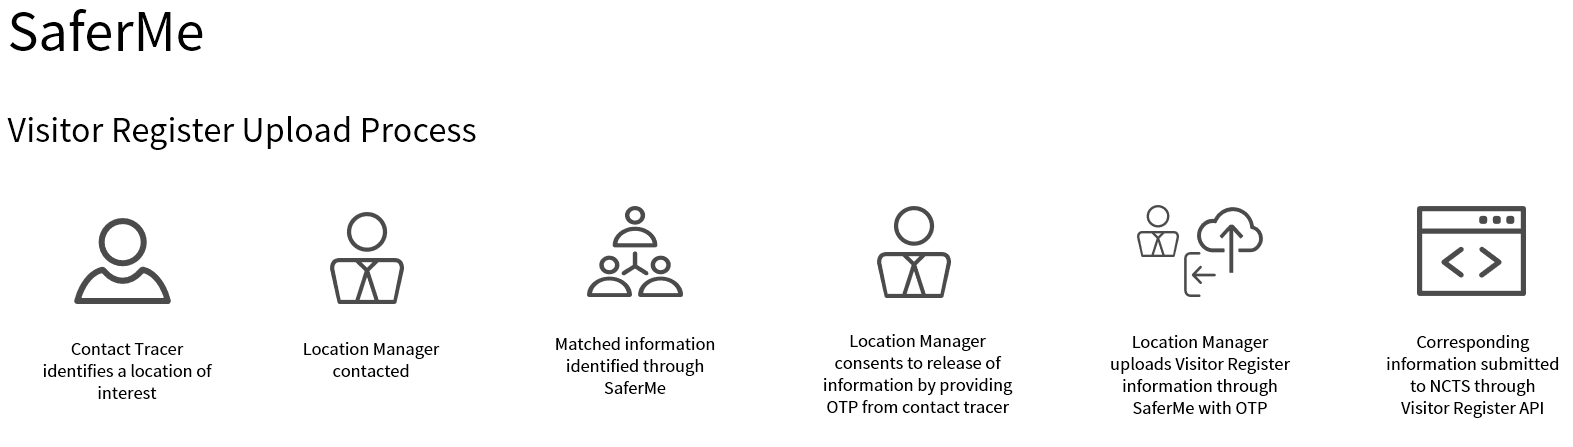 SaferMe
Visitor Register Upload Process
Contact Tracer
identifies a location of
interest
Location Manager
contacted
Matched information
identified through
SaferMe
Location Manager
consents to release of
information by providing
OTP from contact tracer
Location Manager
uploads Visitor Register
information through
SaferMe with OTP
Corresponding
information submitted
to NCTS through
Visitor Register API